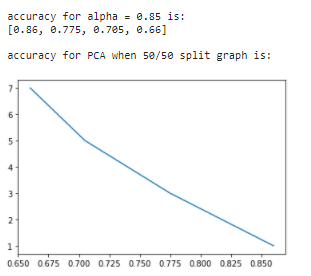 accuracy for alpha = 0.85 is:
[0.86, 0.775, 0.705, 0.66]
accuracy for PCA when 50/50 split graph is:
7
6
5
4
3
2
1
0.650 0.675 0.700 0.725 0.750 0.775 0.800 0.825 0.850